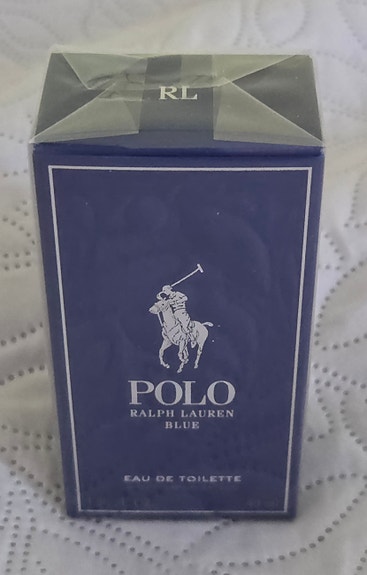 RL
POLO
RALPH LAUREN
BLUE
EAU DE TOILETTE